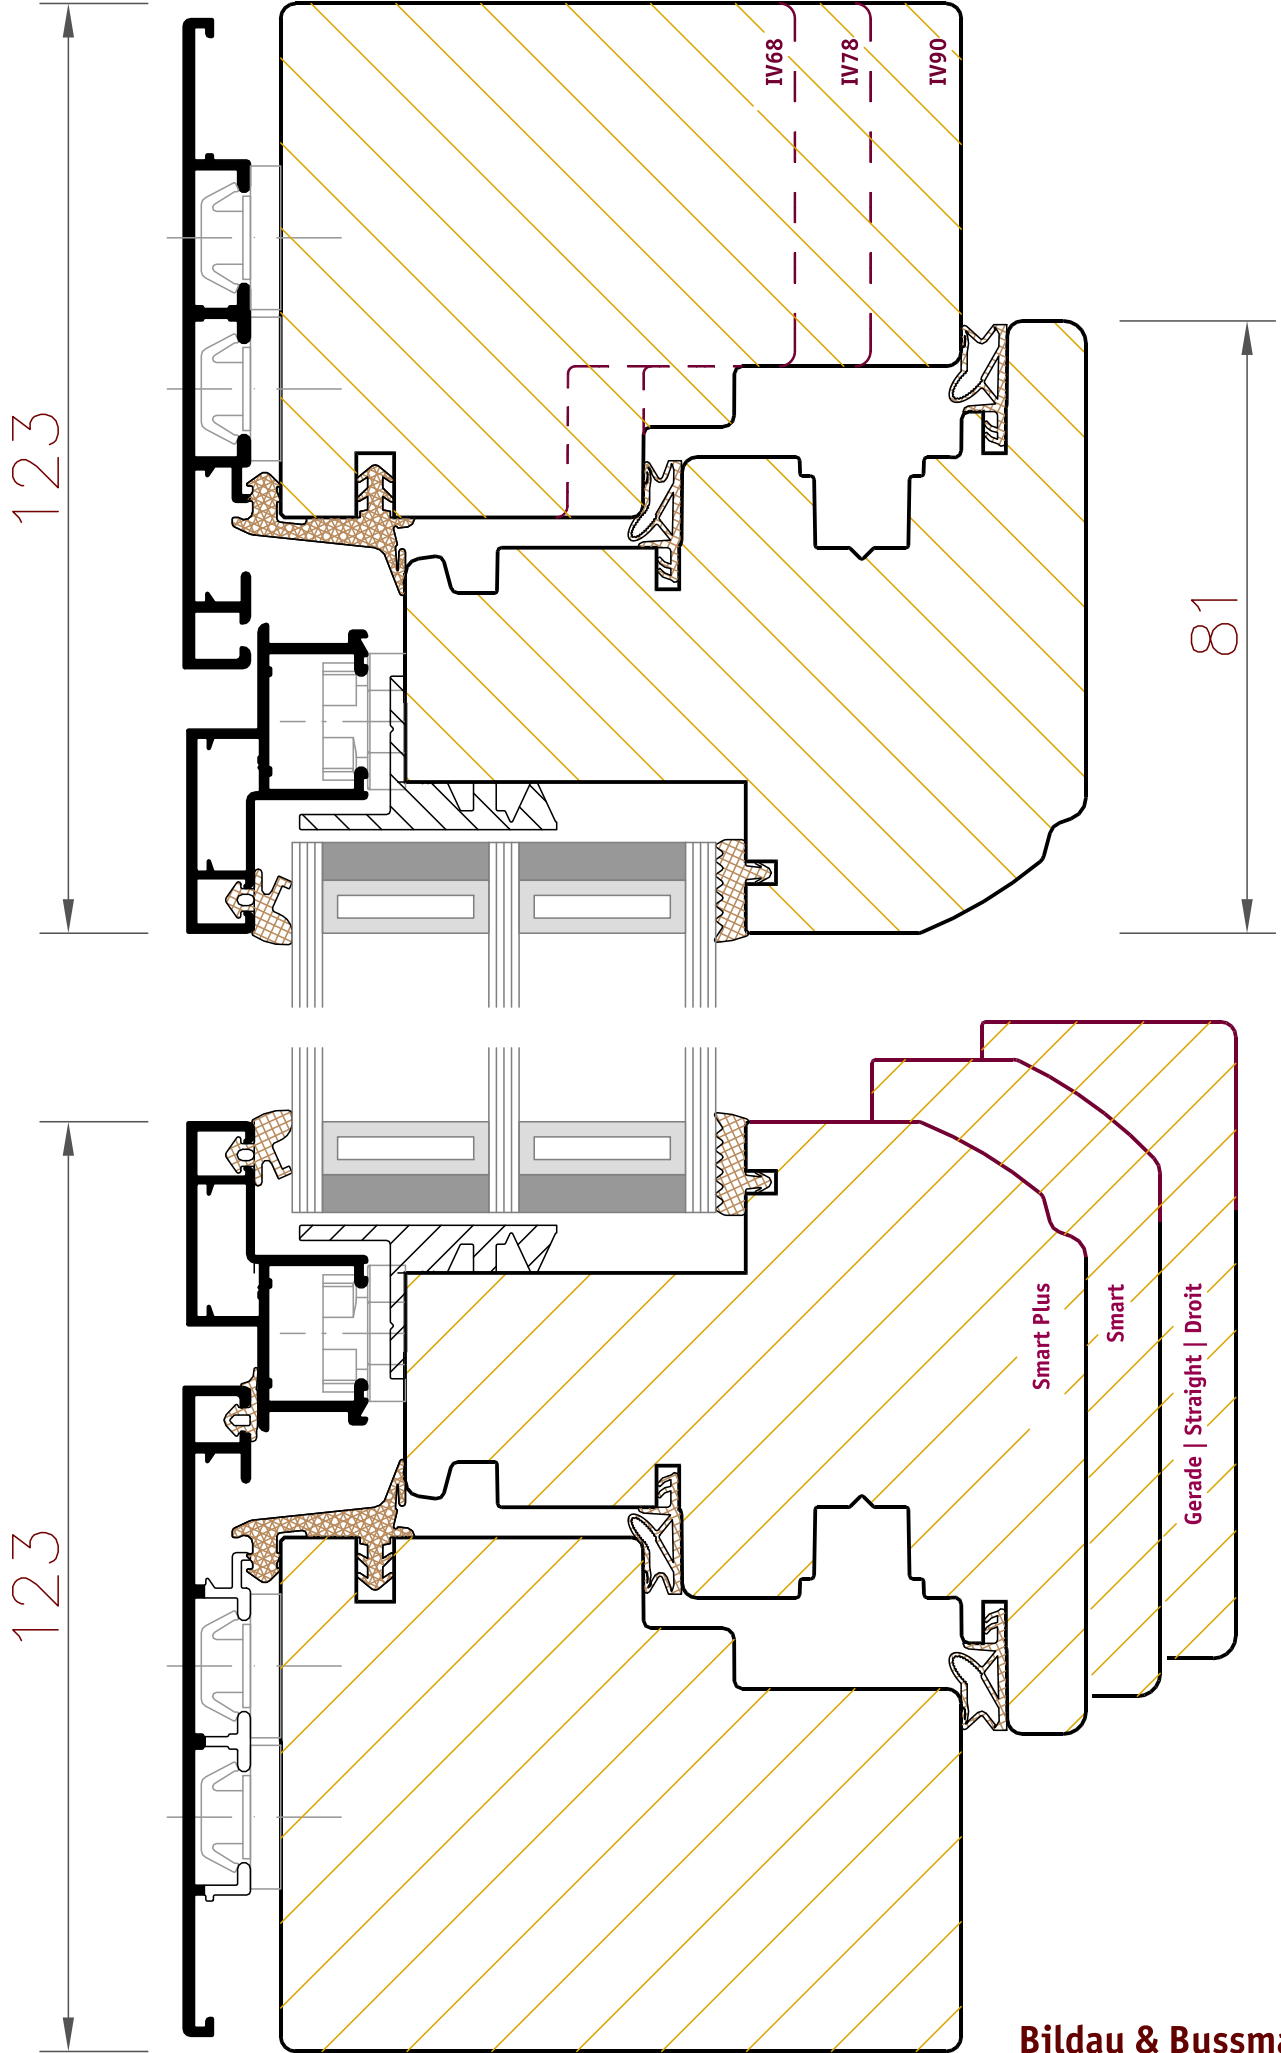 IV68
IV78
IV90
123
81
123
Smart Plus
Smart
Gerade | Straight | Droit
Bildau & Bussma